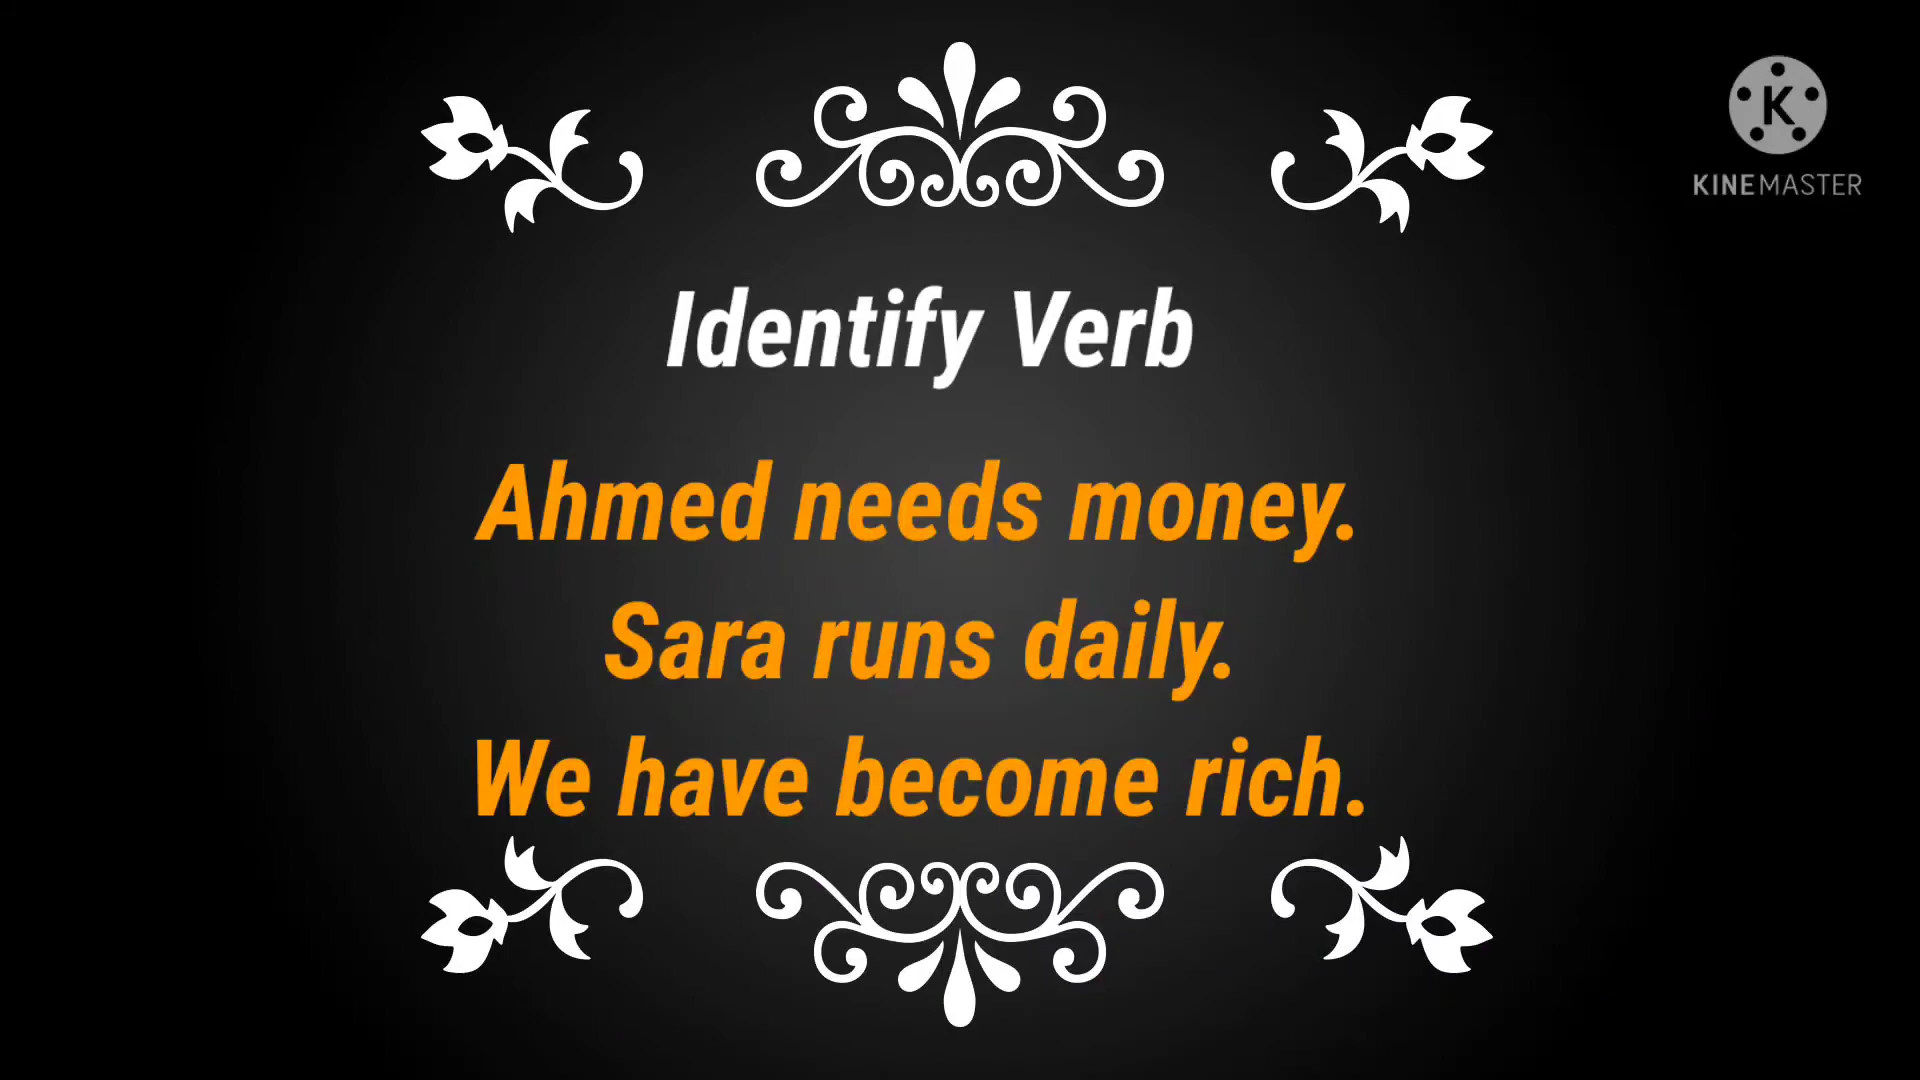 K
KINEMASTER
Identify Verb
Ahmed needs money.
Sara runs daily.
We have become rich.